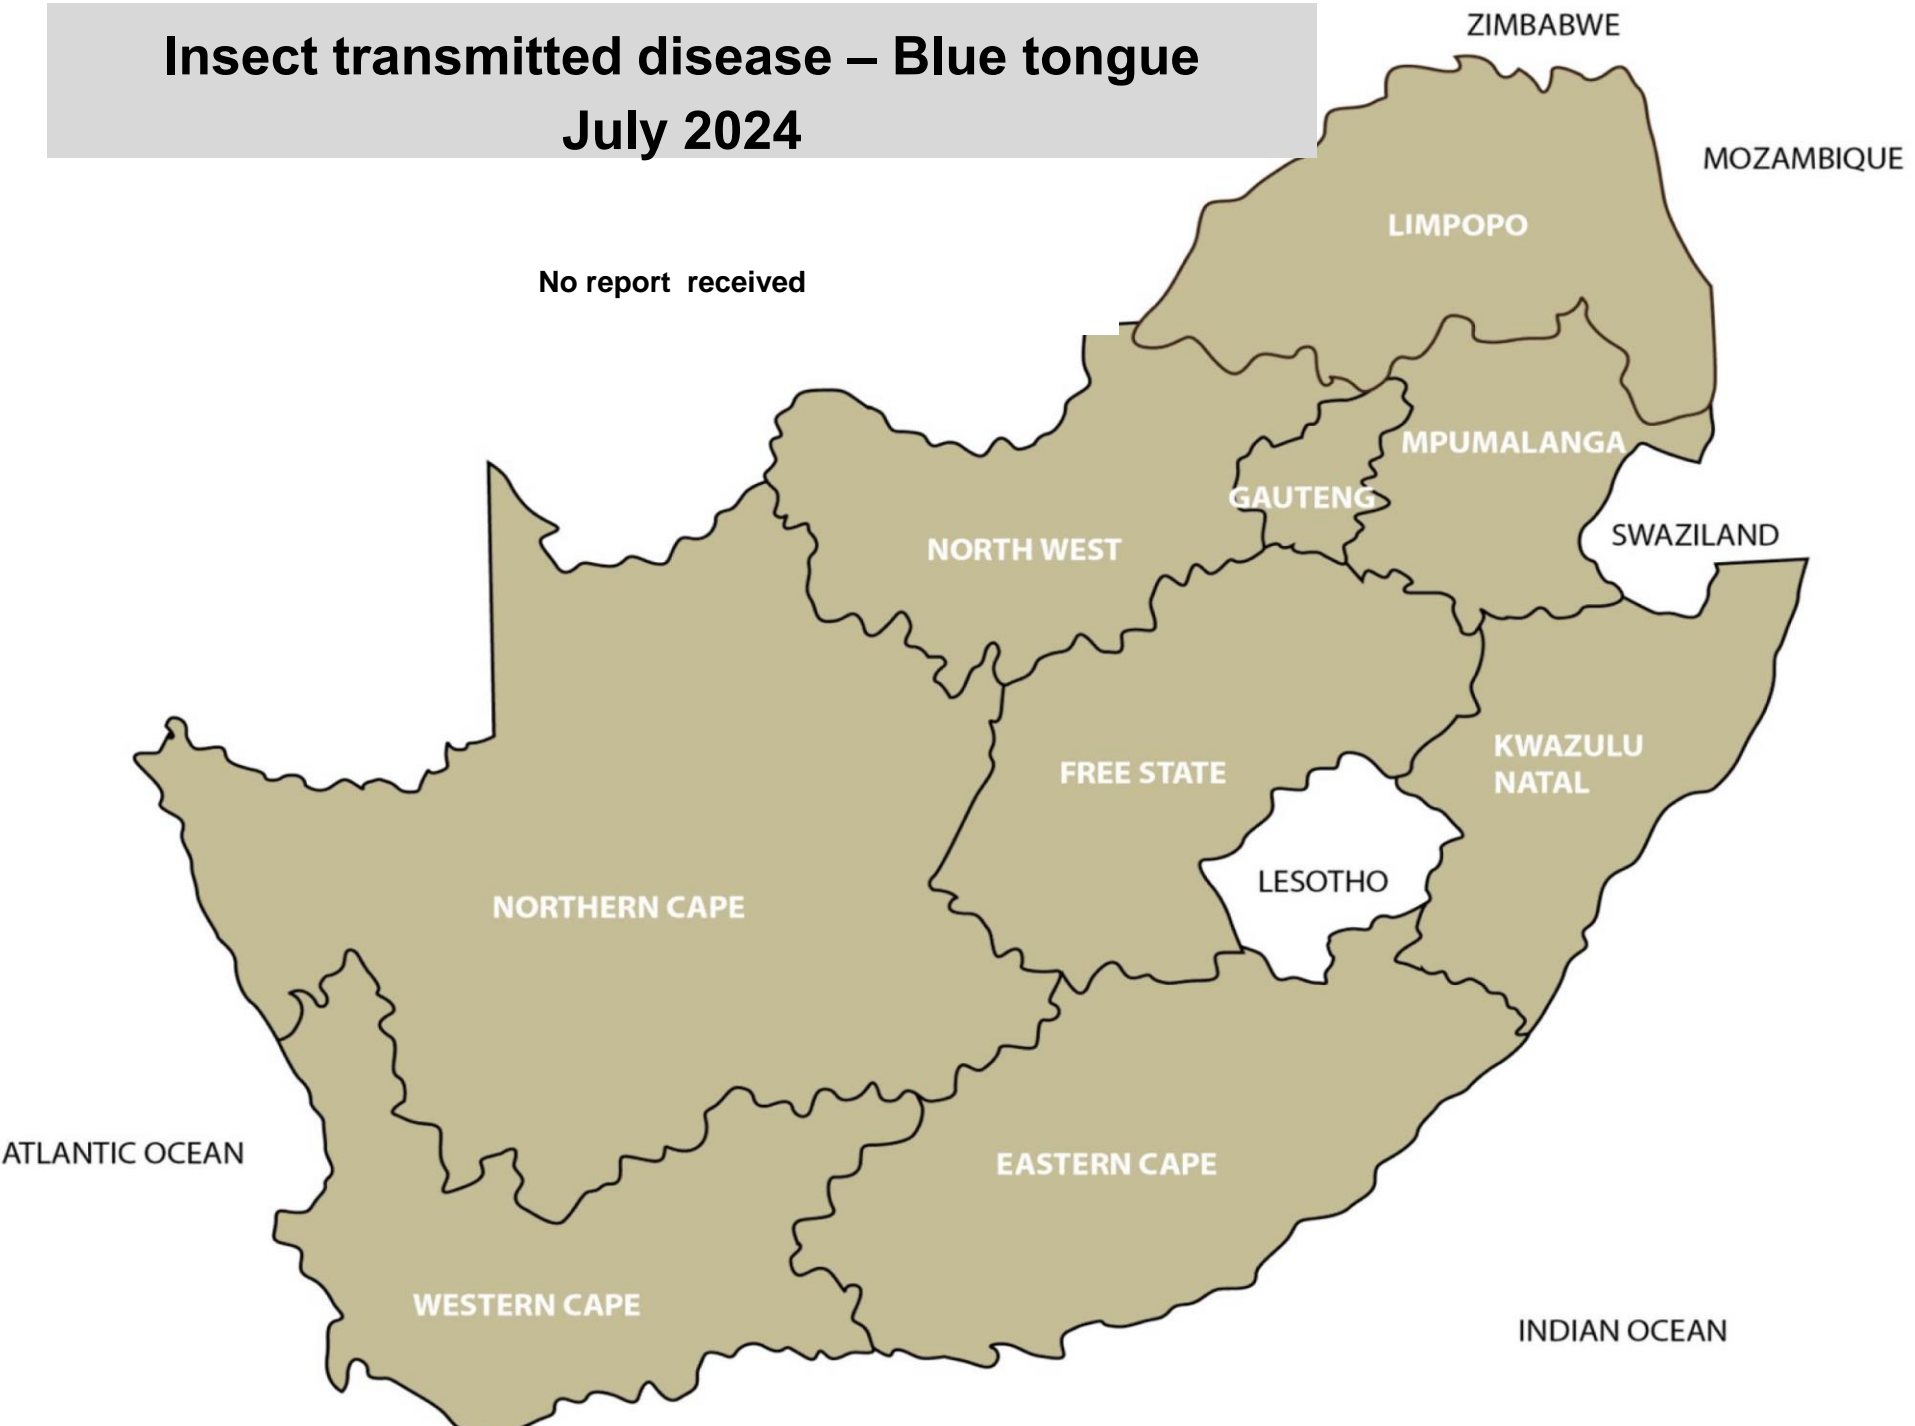 Insect transmitted disease – Blue tongue
July 2024
ZIMBABWE
MOZAMBIQUE
LIMPOPO
No report received
MPUMALANGA
GAUTENG
SWAZILAND
NORTH WEST
KWAZULU
NATAL
FREE STATE
LESOTHO
NORTHERN CAPE
ATLANTIC OCEAN
EASTERN CAPE
WESTERN CAPE
INDIAN OCEAN